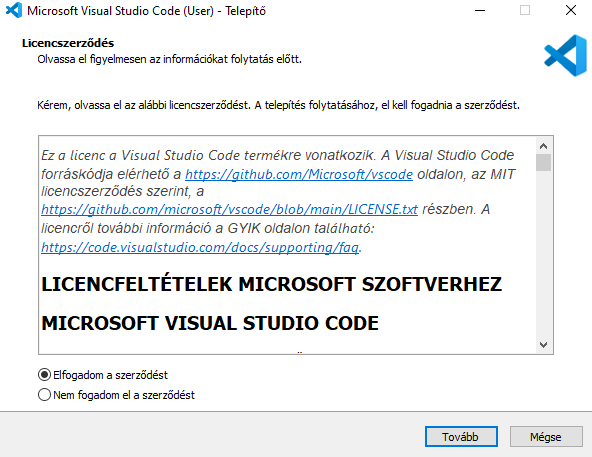 Microsoft Visual Studio Code (User) - Telepítő
Licencszerződés
Olvassa el figyelmesen az információkat folytatás előtt.
Kérem, olvassa el az alábbi licencszerződést. A telepítés folytatásához, el kell fogadnia a szerződést.
Ez a licenc a Visual Studio Code termékre vonatkozik. A Visual Studio Code
forráskódja elérhető a https://github.com/Microsoft/vscode oldalon, az MIT
licencszerződés szerint, a
https://github.com/microsoft/vscode/blob/main/LICENSE.txt részben. A
licencről további információ a GYIK oldalon található:
https://code.visualstudio.com/docs/supporting/faq.
LICENCFELTÉTELEK MICROSOFT SZOFTVERHEZ
MICROSOFT VISUAL STUDIO CODE
Elfogadom a szerződést
Nem fogadom el a szerződést
Tovább
Mégse